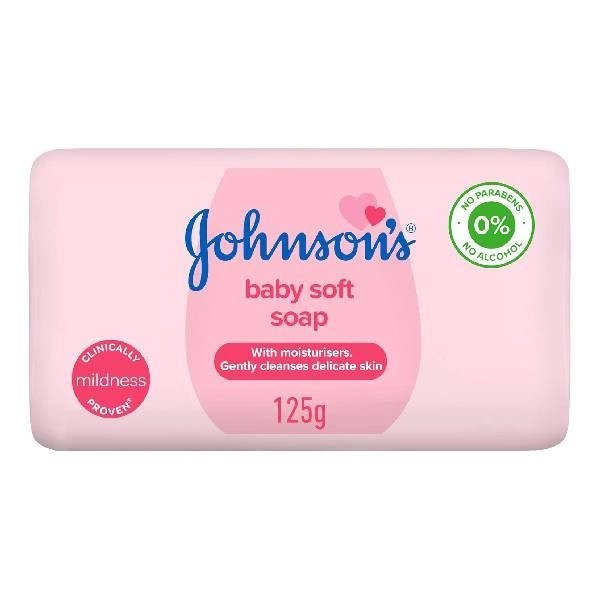 Johnson's®
baby soft
soap
With moisturisers.
Gently cleanses delicate skin
125g
NO PARABENS
0%
NO ALCOHOL
CLINICALLY
mildness
PROVEN*